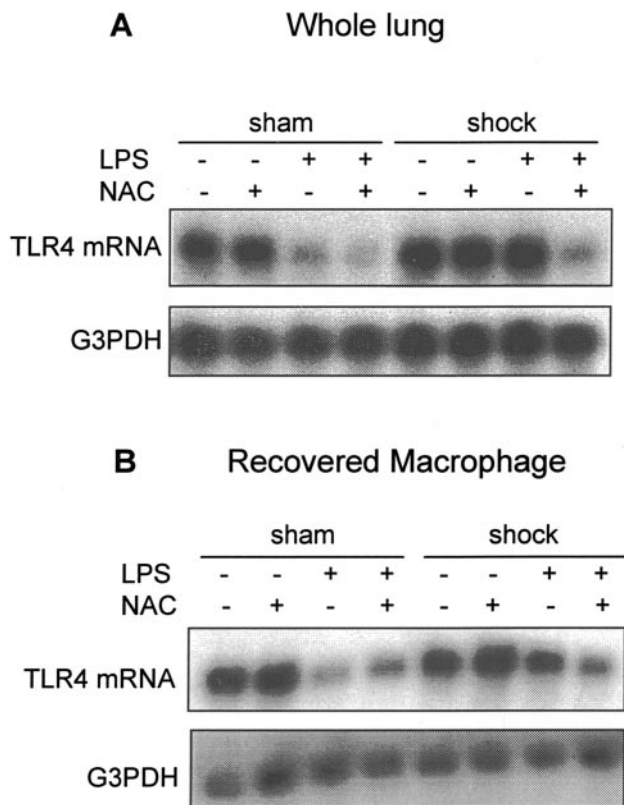 A Whole lung
sham shock
LPS - - + + - - + +
NAC - + - + - + - +
TLR4 mRNA
G3PDH
B Recovered Macrophage
sham shock
LPS - - + + - - + +
NAC - + - + - + - +
TLR4 mRNA
G3PDH